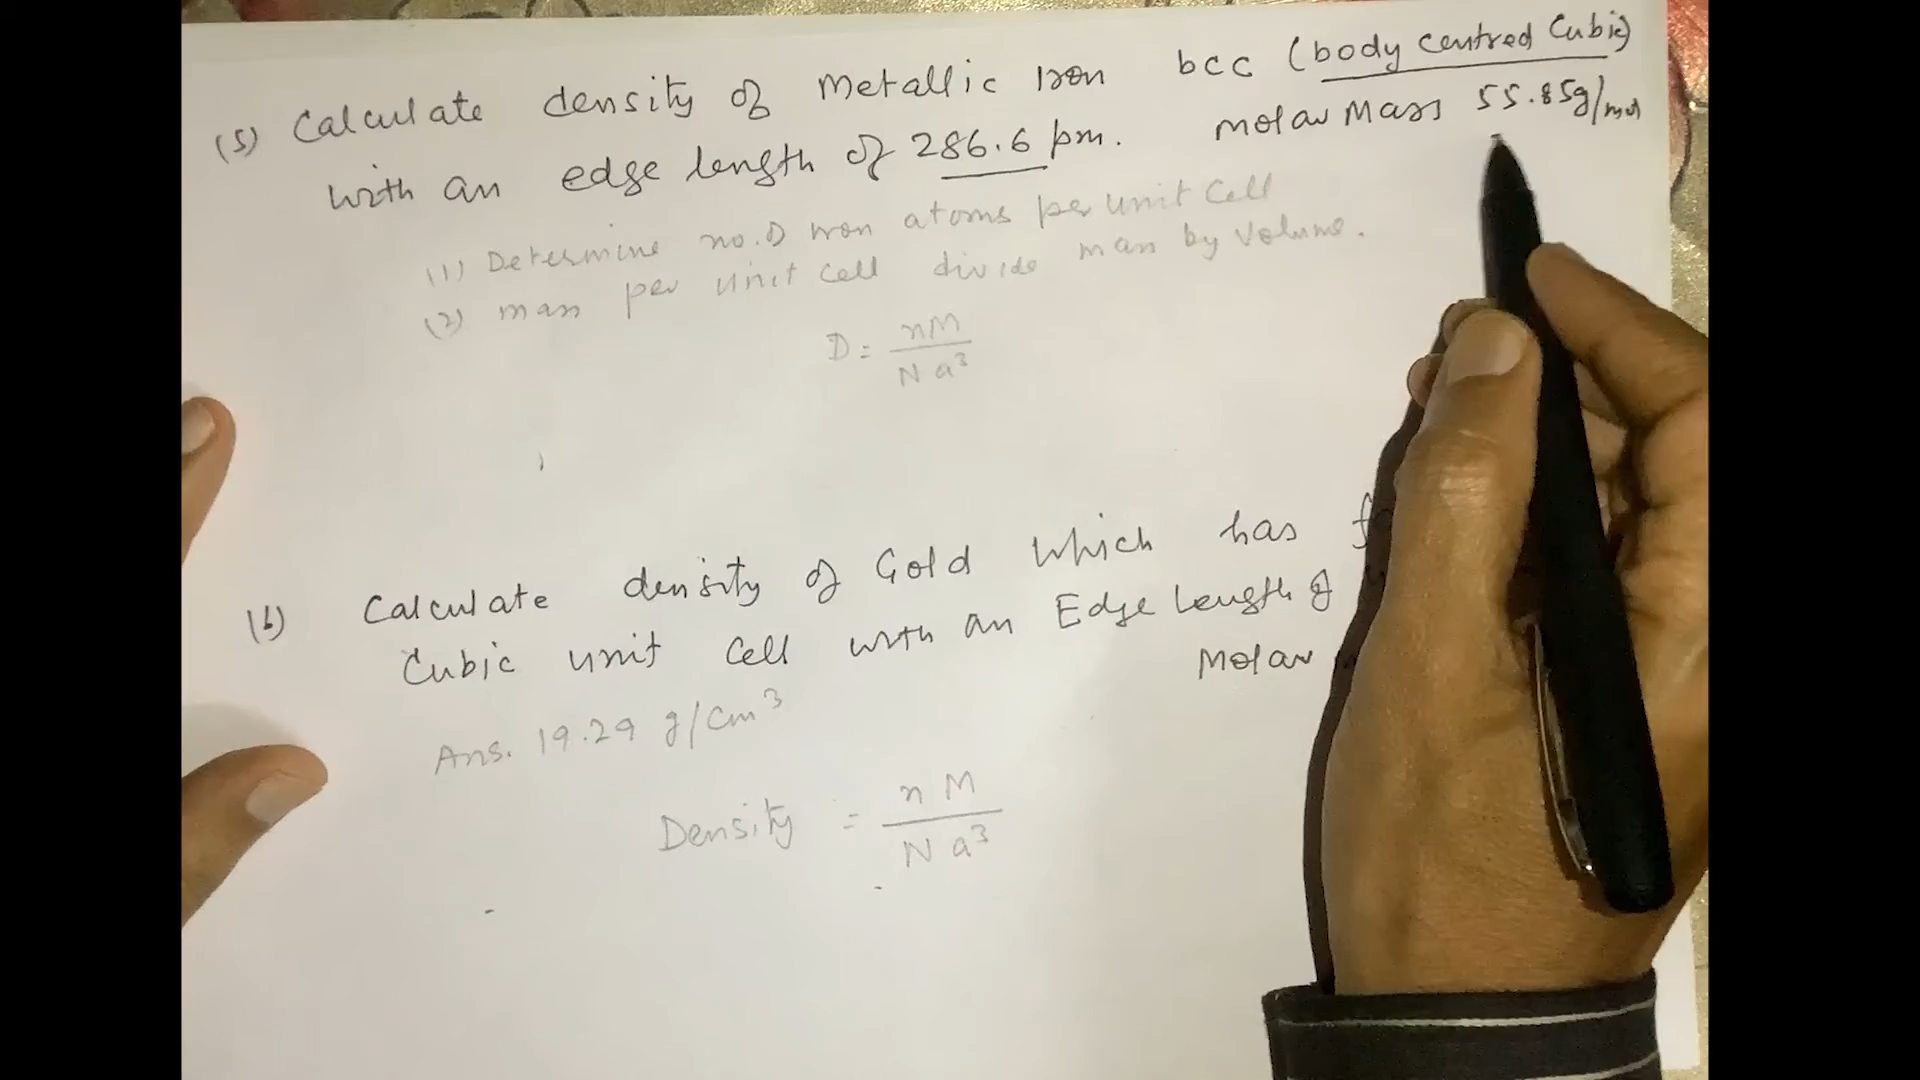 (5) Calculate density of Metallic Iron bcc (body centred Cubic)
with an edge length of 286.6 pm. Molar Mass 55.85g/mol
(1) Determine no. of iron atoms per unit Cell
(2) mass per unit cell divide mass by volume.
D = nM / N a³
(6) Calculate density of Gold which has
Cubic unit Cell with an Edge Length of
Molar
Ans. 19.29 g/cm³
Density = n M / N a³